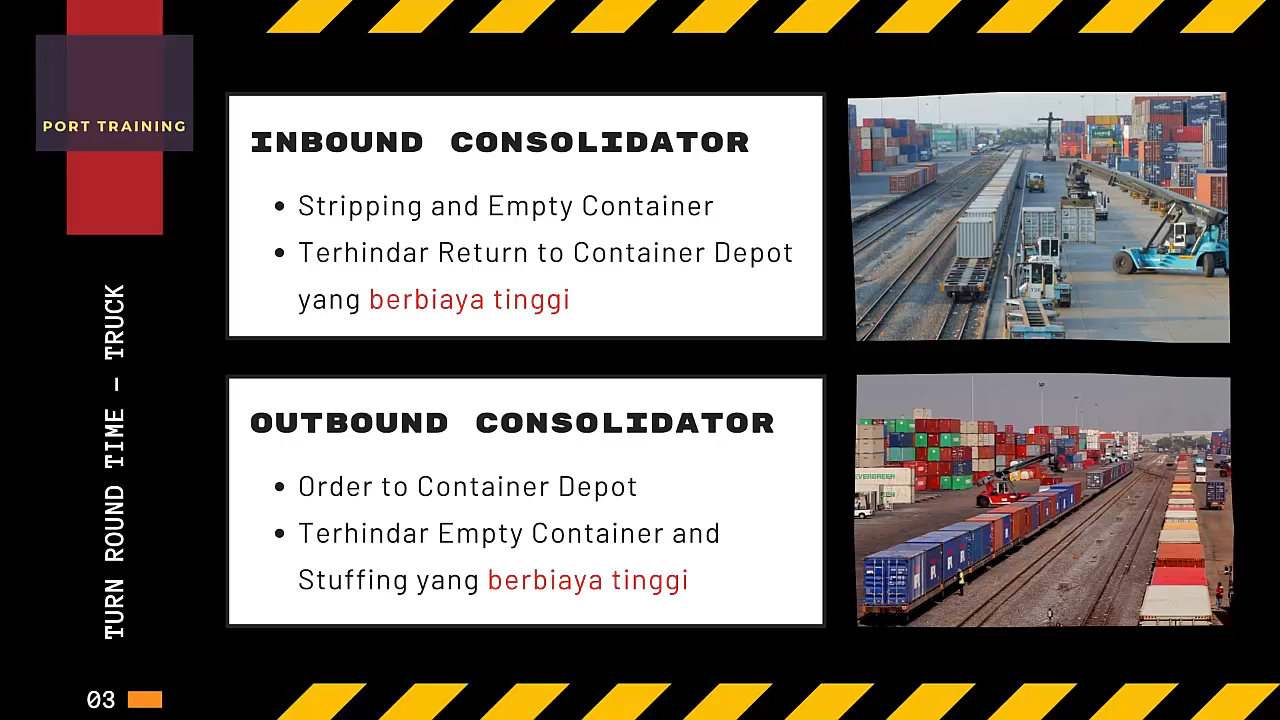 PORT TRAINING
TURN ROUND TIME – TRUCK
INBOUND CONSOLIDATOR
• Stripping and Empty Container
• Terhindar Return to Container Depot
yang berbiaya tinggi
OUTBOUND CONSOLIDATOR
• Order to Container Depot
• Terhindar Empty Container and
Stuffing yang berbiaya tinggi
EVERGREEN
03